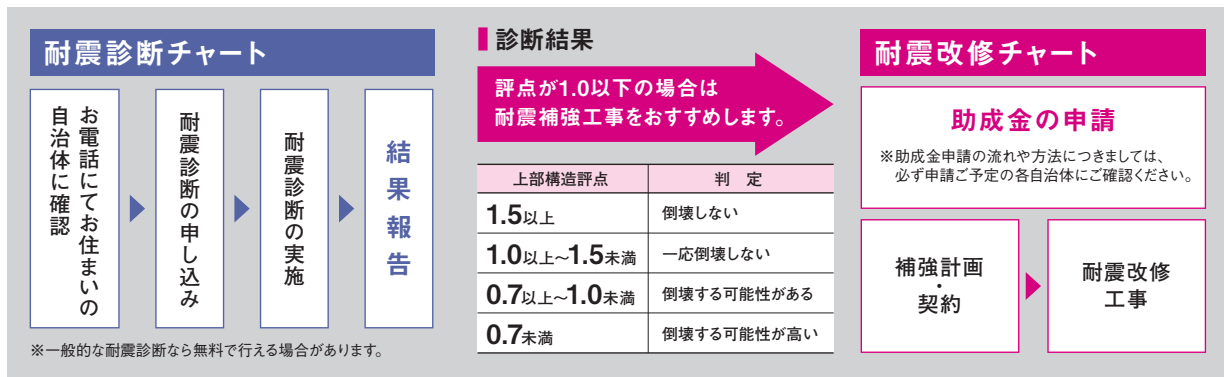 耐震診断チャート
お電話にてお住まいの
自治体に確認
耐震診断の申し込み
耐震診断の実施
結果報告
※一般的な耐震診断なら無料で行える場合があります。
診断結果
評点が1.0以下の場合は
耐震補強工事をおすすめします。
上部構造評点 判 定
1.5以上 倒壊しない
1.0以上～1.5未満 一応倒壊しない
0.7以上～1.0未満 倒壊する可能性がある
0.7未満 倒壊する可能性が高い
耐震改修チャート
助成金の申請
※助成金申請の流れや方法につきましては、
必ず申請ご予定の各自治体にご確認ください。
補強計画
・
契約
耐震改修
工事